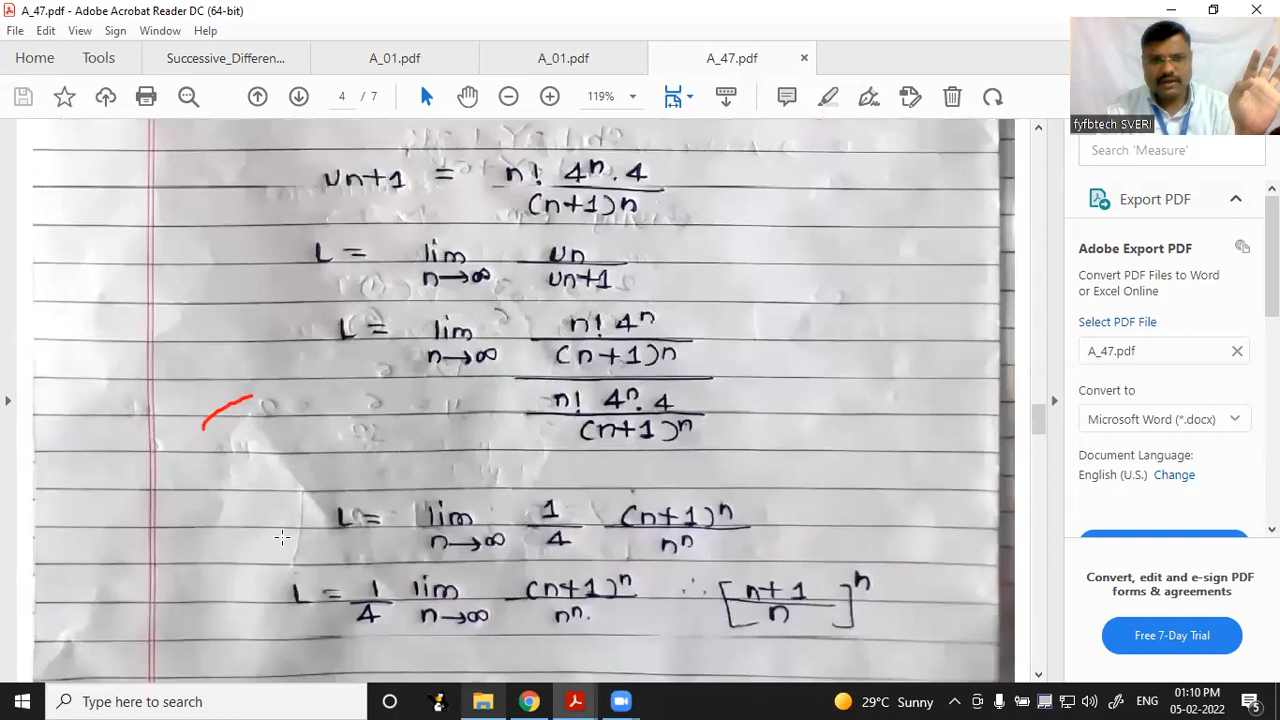 A_47.pdf - Adobe Acrobat Reader DC (64-bit)
File Edit View Sign Window Help
Home Tools Successive_Differen... A_01.pdf A_01.pdf A_47.pdf
4 / 7 119%
fyfbtech SVERI
Search 'Measure'
Export PDF
Adobe Export PDF
Convert PDF Files to Word
or Excel Online
Select PDF File
A_47.pdf
Convert to
Microsoft Word (*.docx)
Document Language:
English (U.S.) Change
Convert, edit and e-sign PDF
forms & agreements
Free 7-Day Trial
un+1 = n! 4ⁿ. 4
(n+1)n
L = lim un
n→∞ un+1
L = lim n! 4ⁿ
n→∞ (n+1)n
n! 4ⁿ. 4
(n+1)ⁿ
L = lim 1 (n+1)ⁿ
n→∞ 4 nⁿ
L = 1 lim (n+1)ⁿ ∴ [n+1]ⁿ
4 n→∞ nⁿ. n
Type here to search
29°C Sunny
ENG
01:10 PM
05-02-2022
5